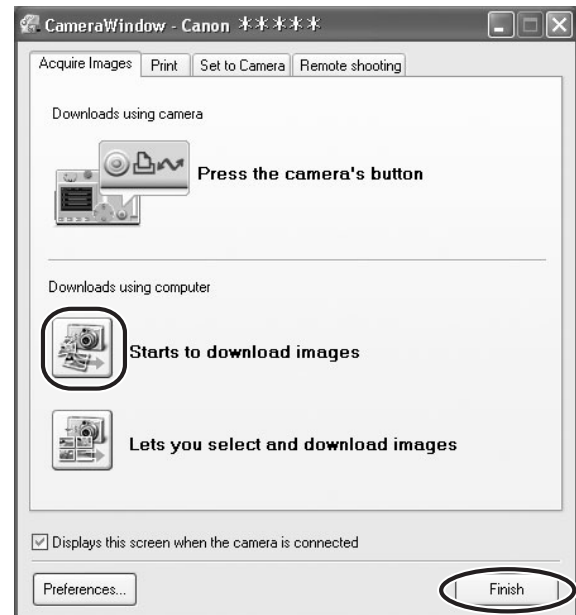 CameraWindow - Canon *****
Acquire Images Print Set to Camera Remote shooting
Downloads using camera
Press the camera's button
Downloads using computer
Starts to download images
Lets you select and download images
Displays this screen when the camera is connected
Preferences... Finish